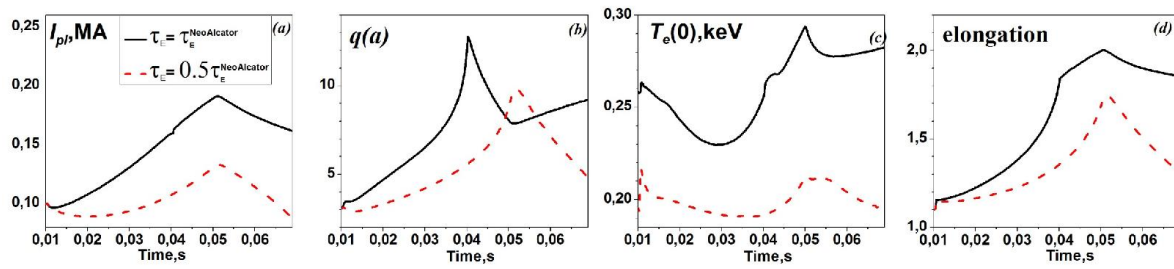 I_pl,MA (a)
τ_E = τ_E^NeoAlcator
τ_E = 0.5τ_E^NeoAlcator
0,25
0,20
0,15
0,10
0,01 0,02 0,03 0,04 0,05 0,06
Time,s
q(a) (b)
10
5
0,01 0,02 0,03 0,04 0,05 0,06
Time,s
T_e(0),keV (c)
0,30
0,25
0,20
0,01 0,02 0,03 0,04 0,05 0,06
Time,s
elongation (d)
2,0
1,5
1,0
0,01 0,02 0,03 0,04 0,05 0,06
Time,s